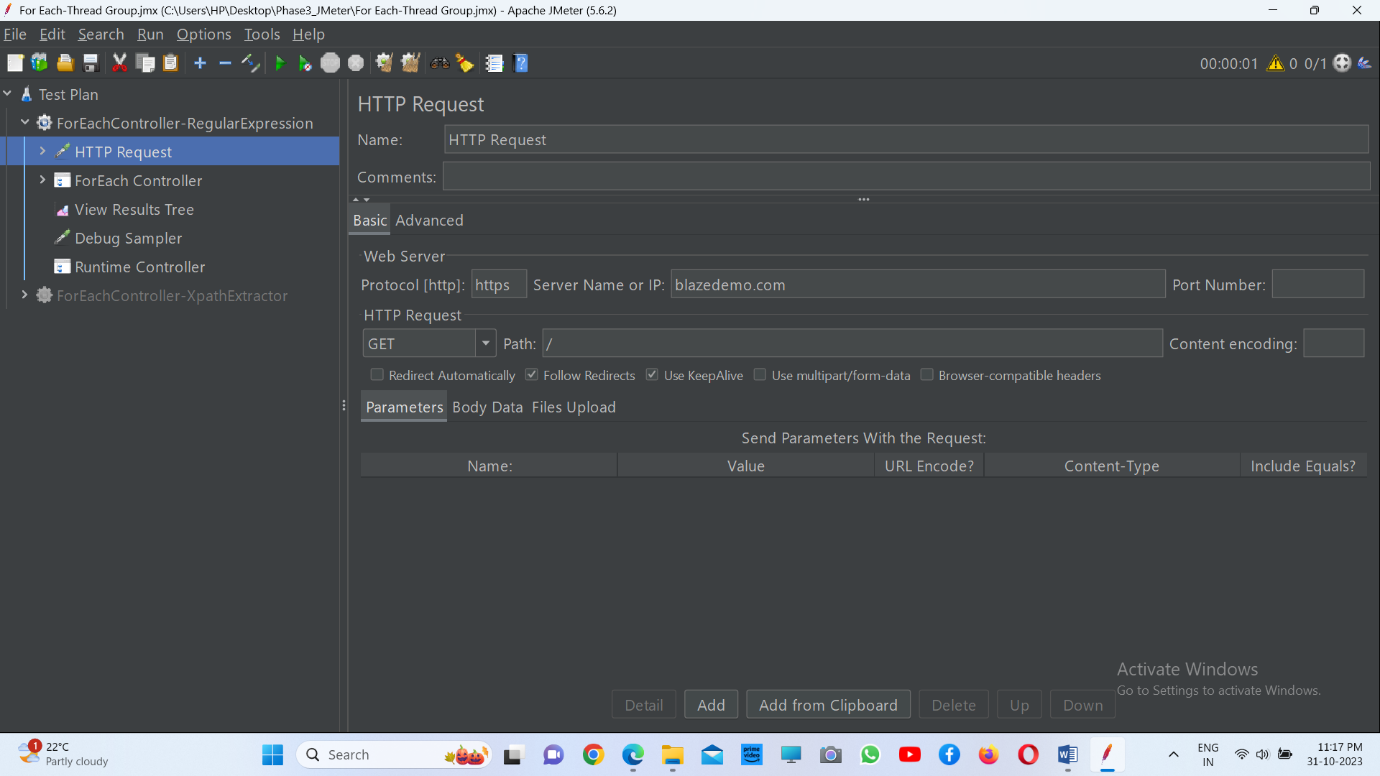 For Each-Thread Group.jmx (C:\Users\HP\Desktop\Phase3_JMeter\For Each-Thread Group.jmx) - Apache JMeter (5.6.2)
File Edit Search Run Options Tools Help
00:00:01 0 0/1
Test Plan
ForEachController-RegularExpression
HTTP Request
ForEach Controller
View Results Tree
Debug Sampler
Runtime Controller
ForEachController-XpathExtractor
HTTP Request
Name: HTTP Request
Comments:
Basic Advanced
Web Server
Protocol [http]: https Server Name or IP: blazedemo.com Port Number:
HTTP Request
GET Path: / Content encoding:
Redirect Automatically Follow Redirects Use KeepAlive Use multipart/form-data Browser-compatible headers
Parameters Body Data Files Upload
Send Parameters With the Request:
Name: Value URL Encode? Content-Type Include Equals?
Detail Add Add from Clipboard Delete Up Down
Activate Windows
Go to Settings to activate Windows.
1 22°C
Partly cloudy
Search
prime video
ENG
IN
11:17 PM
31-10-2023